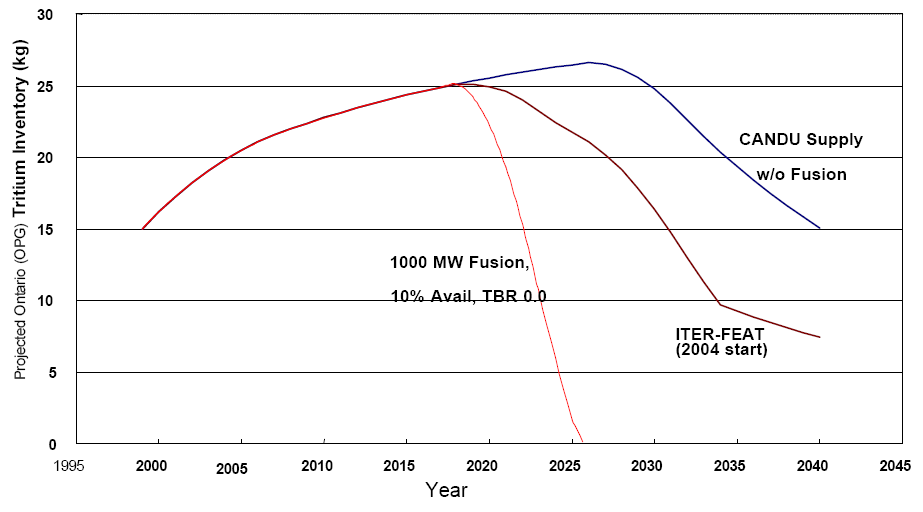 Projected Ontario (OPG) Tritium Inventory (kg)
30
25
20
15
10
5
0
CANDU Supply
w/o Fusion
1000 MW Fusion,
10% Avail, TBR 0.0
ITER-FEAT
(2004 start)
1995 2000 2005 2010 2015 2020 2025 2030 2035 2040 2045
Year